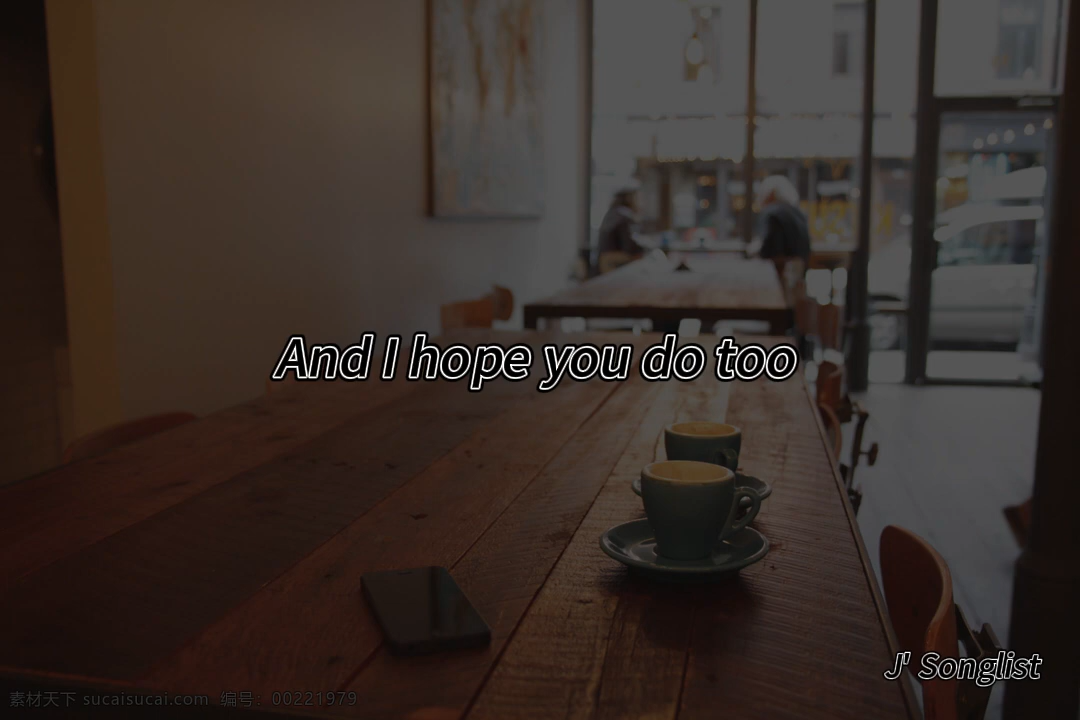 And I hope you do too
J' Songlist
素材天下 sucaisucai.com 编号：00221979